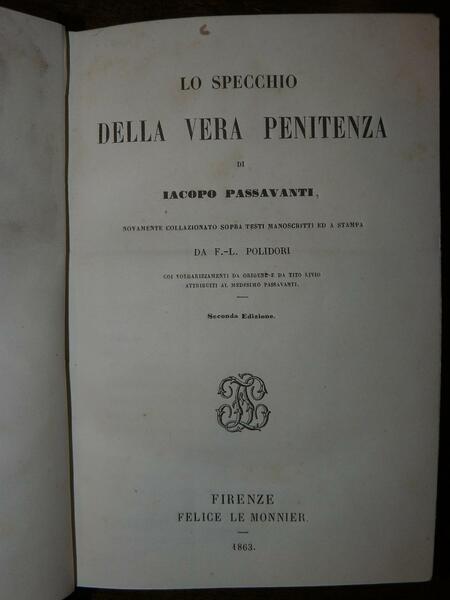 6
LO SPECCHIO
DELLA VERA PENITENZA
DI
IACOPO PASSAVANTI,
NOVAMENTE COLLAZIONATO SOPRA TESTI MANOSCRITTI ED A STAMPA
DA F.-L. POLIDORI
COI VOLGARIZZAMENTI DA ORIGENE E DA TITO LIVIO
ATTRIBUITI AL MEDESIMO PASSAVANTI.
Seconda Edizione.
FIRENZE
FELICE LE MONNIER.
1863.